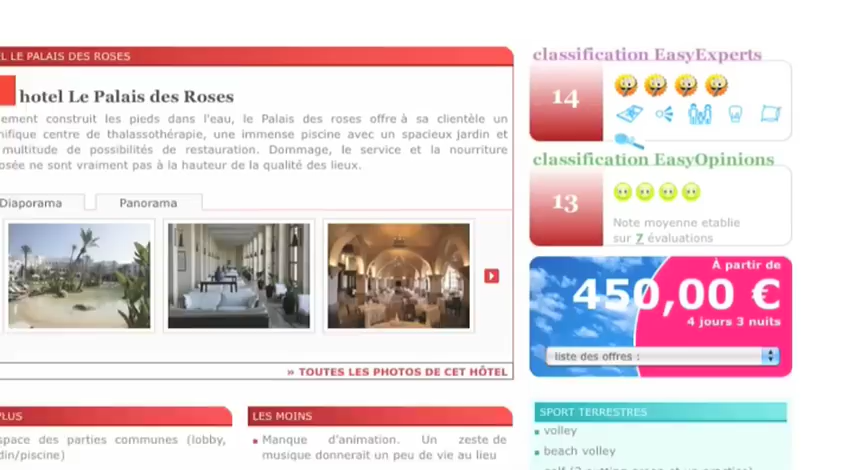 L LE PALAIS DES ROSES
hotel Le Palais des Roses
ement construit les pieds dans l'eau, le Palais des roses offre à sa clientèle un
nifique centre de thalassothérapie, une immense piscine avec un spacieux jardin et
multitude de possibilités de restauration. Dommage, le service et la nourriture
osée ne sont vraiment pas à la hauteur de la qualité des lieux.
Diaporama
Panorama
» TOUTES LES PHOTOS DE CET HÔTEL
PLUS
space des parties communes (lobby,
din/piscine)
LES MOINS
Manque d'animation. Un zeste de
musique donnerait un peu de vie au lieu
classification EasyExperts
14
classification EasyOpinions
13
Note moyenne etablie
sur 7 évaluations
À partir de
450,00 €
4 jours 3 nuits
liste des offres :
SPORT TERRESTRES
volley
beach volley